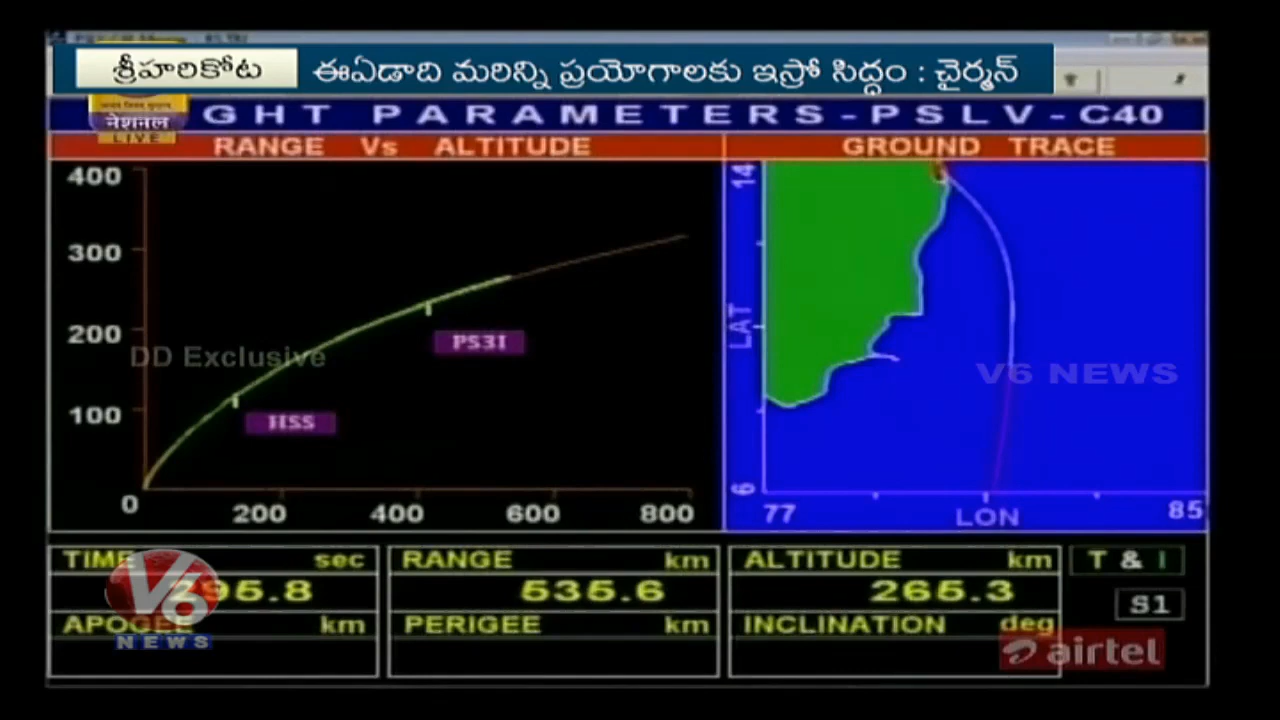 శ్రీహరికోట ఈఏడాది మరిన్ని ప్రయోగాలకు ఇస్రో సిద్ధం : చైర్మన్
नेशनल GHT PARAMETERS-PSLV-C40
LIVE
RANGE Vs ALTITUDE GROUND TRACE
400
300
200
100
0
200 400 600 800
PS3I
HSS
DD Exclusive
14
LAT
6
77 LON 85
V6 NEWS
TIME sec RANGE km ALTITUDE km T & I
95.8 535.6 265.3 S1
APOGEE km PERIGEE km INCLINATION deg
V6
NEWS
airtel